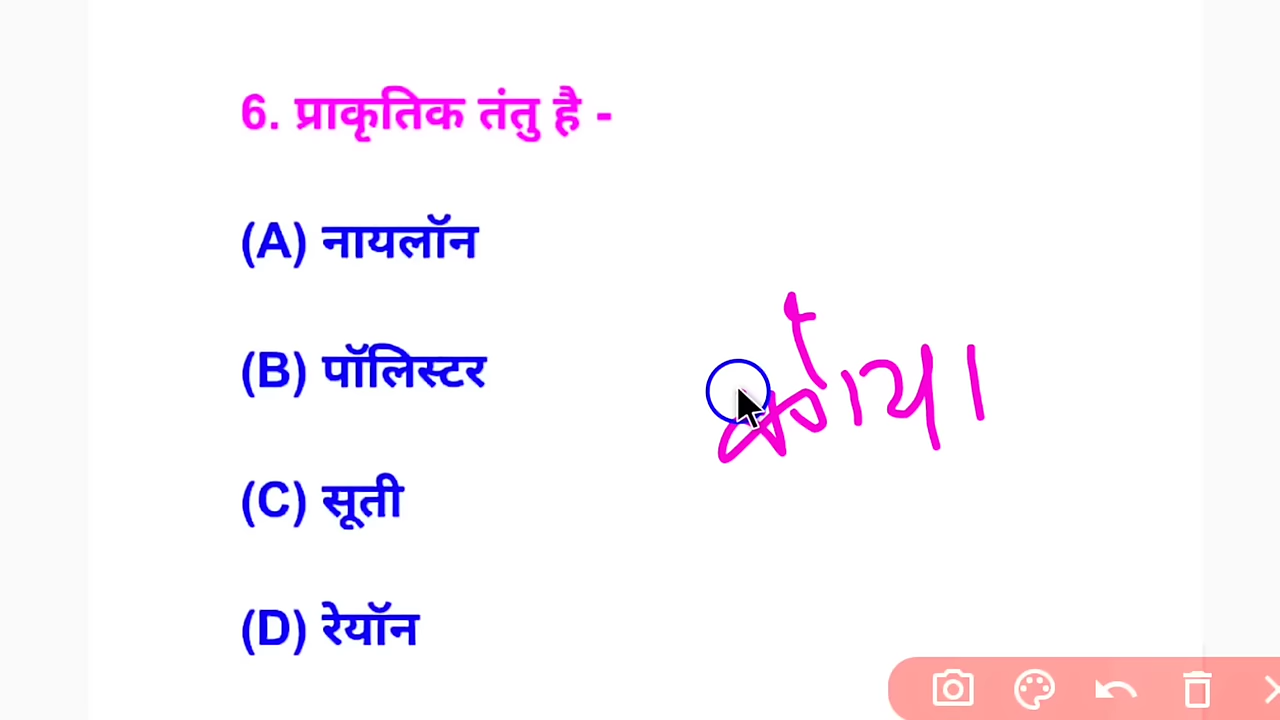 6. प्राकृतिक तंतु है -
(A) नायलॉन
(B) पॉलिस्टर
(C) सूती
(D) रेयॉन